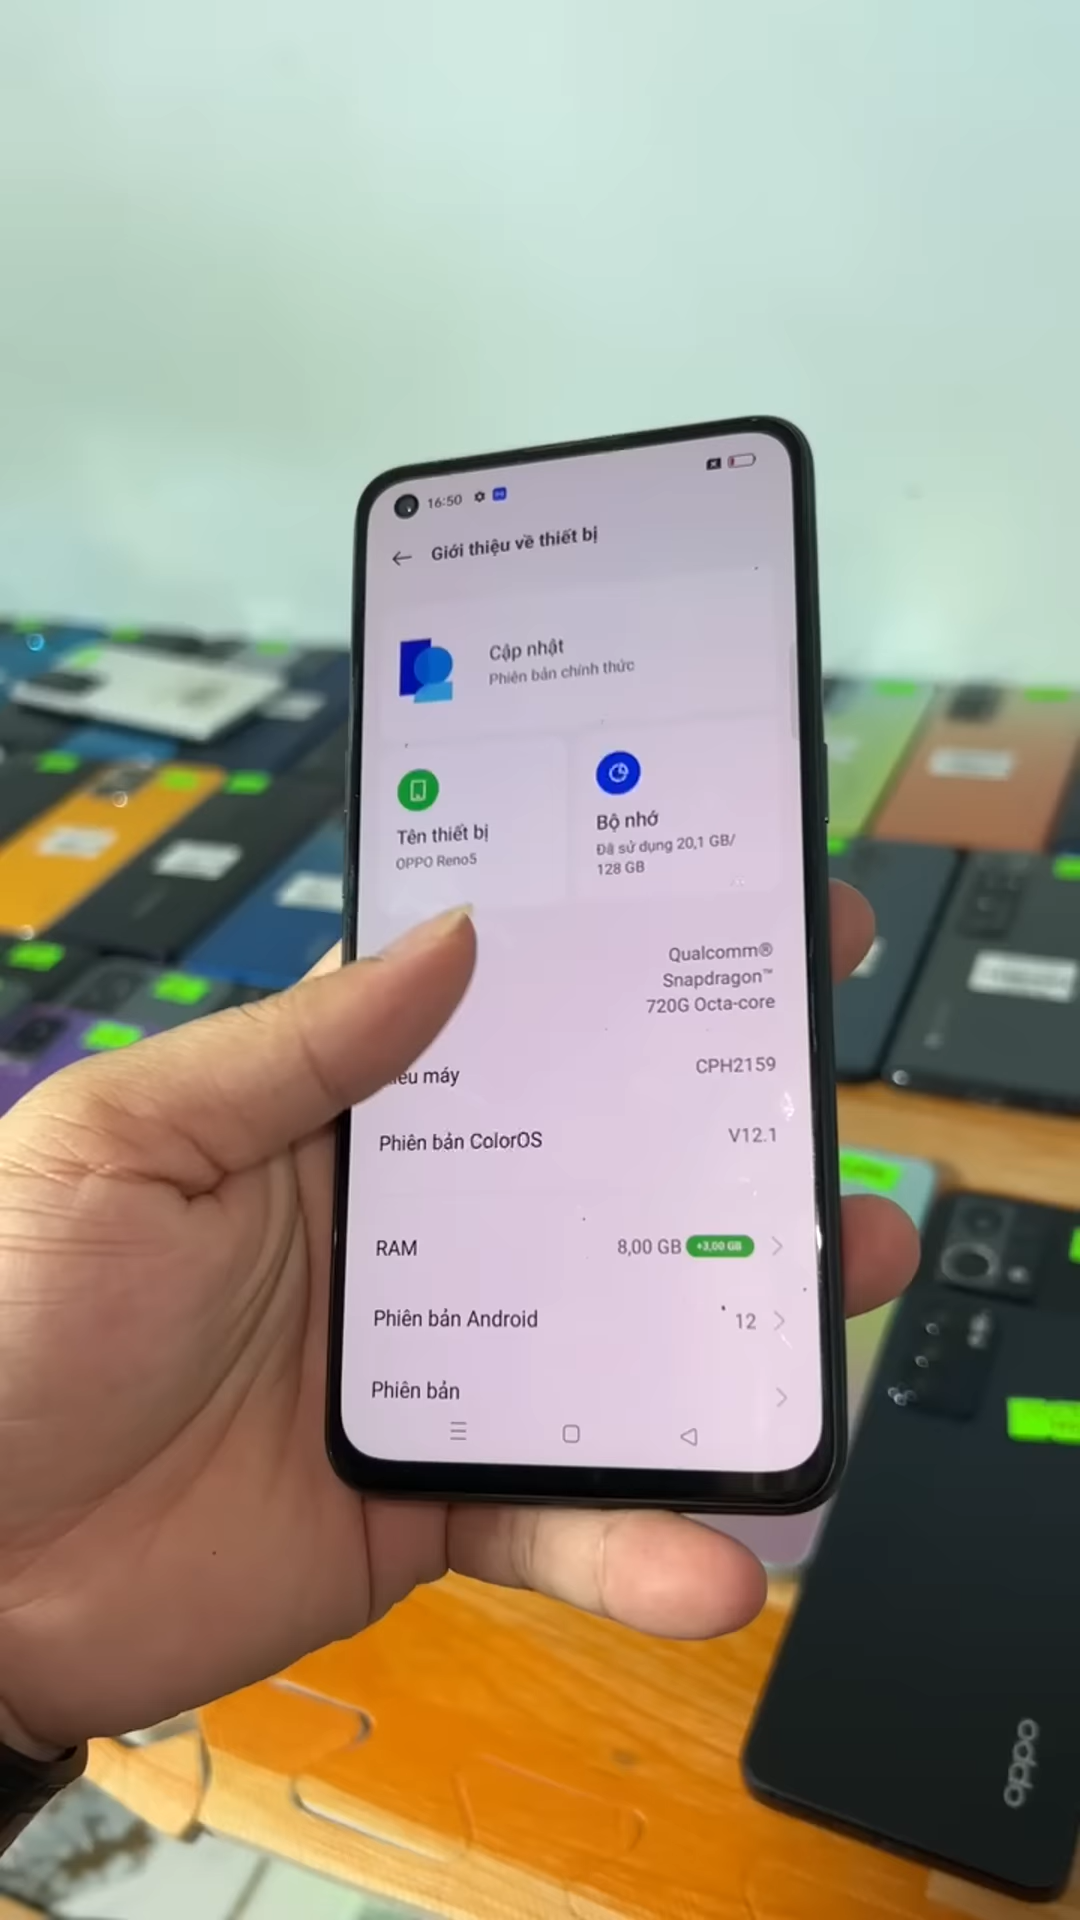 16:50
Giới thiệu về thiết bị
Cập nhật
Phiên bản chính thức
Tên thiết bị
OPPO Reno5
Bộ nhớ
Đã sử dụng 20,1 GB/
128 GB
Qualcomm®
Snapdragon™
720G Octa-core
máy
CPH2159
Phiên bản ColorOS
V12.1
RAM
8,00 GB +3,00 GB
Phiên bản Android
12
Phiên bản
oppo